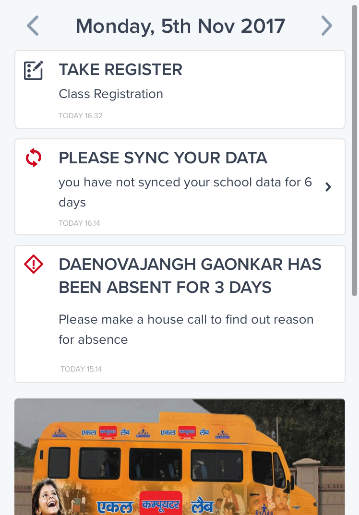 Monday, 5th Nov 2017
TAKE REGISTER
Class Registration
TODAY 16.32
PLEASE SYNC YOUR DATA
you have not synced your school data for 6
days
TODAY 16.14
DAENOVAJANGH GAONKAR HAS
BEEN ABSENT FOR 3 DAYS
Please make a house call to find out reason
for absence
TODAY 15.14
एकल कम्प्यूटर लैब एकल कम्प्यूटर लैब
एकल कम्प्यूटर लैब